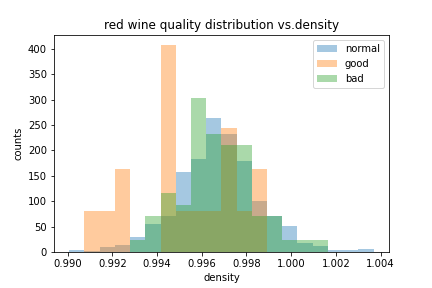 red wine quality distribution vs.density
normal
good
bad
counts
400
350
300
250
200
150
100
50
0
0.990 0.992 0.994 0.996 0.998 1.000 1.002 1.004
density